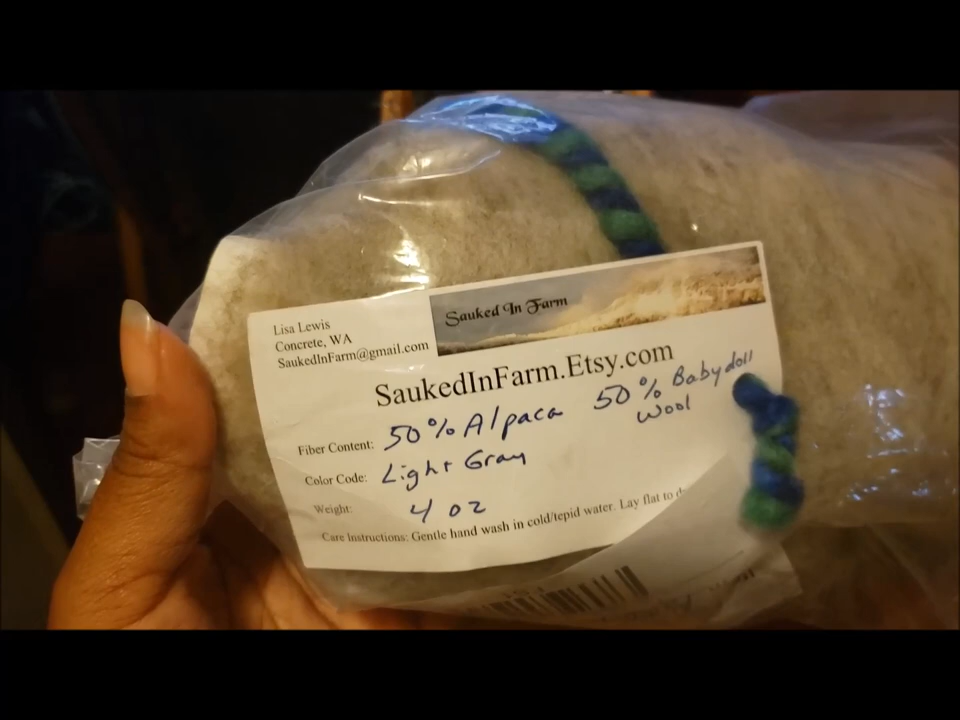 Lisa Lewis
Concrete, WA
SaukedInFarm@gmail.com
Sauked In Farm
SaukedInFarm.Etsy.com
Fiber Content: 50% Alpaca 50% Babydoll
Wool
Color Code: Light Gray
Weight: 4 oz
Care Instructions: Gentle hand wash in cold/tepid water. Lay flat to